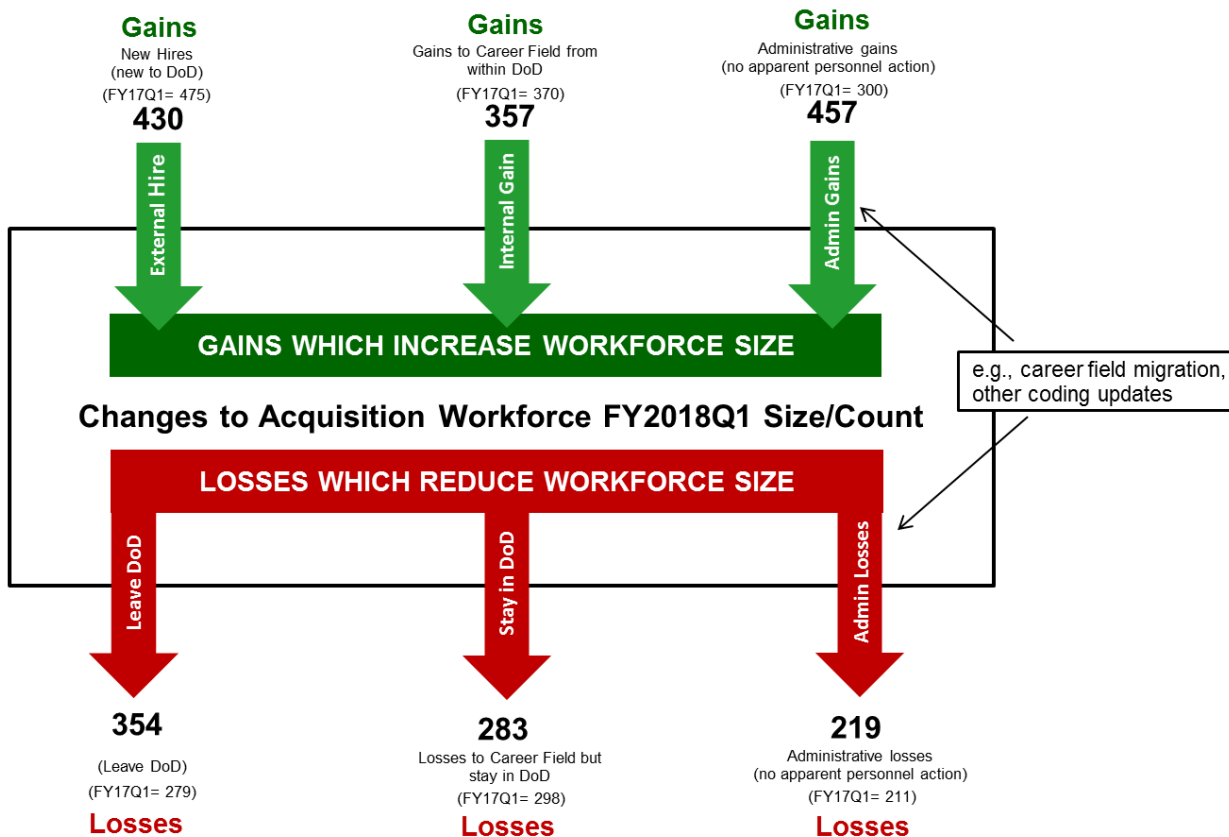 Gains
New Hires
(new to DoD)
(FY17Q1= 475)
430
External Hire
Gains
Gains to Career Field from
within DoD
(FY17Q1= 370)
357
Internal Gain
Gains
Administrative gains
(no apparent personnel action)
(FY17Q1= 300)
457
Admin Gains
GAINS WHICH INCREASE WORKFORCE SIZE
e.g., career field migration,
other coding updates
Changes to Acquisition Workforce FY2018Q1 Size/Count
LOSSES WHICH REDUCE WORKFORCE SIZE
Leave DoD
354
(Leave DoD)
(FY17Q1= 279)
Losses
Stay in DoD
283
Losses to Career Field but
stay in DoD
(FY17Q1= 298)
Losses
Admin Losses
219
Administrative losses
(no apparent personnel action)
(FY17Q1= 211)
Losses